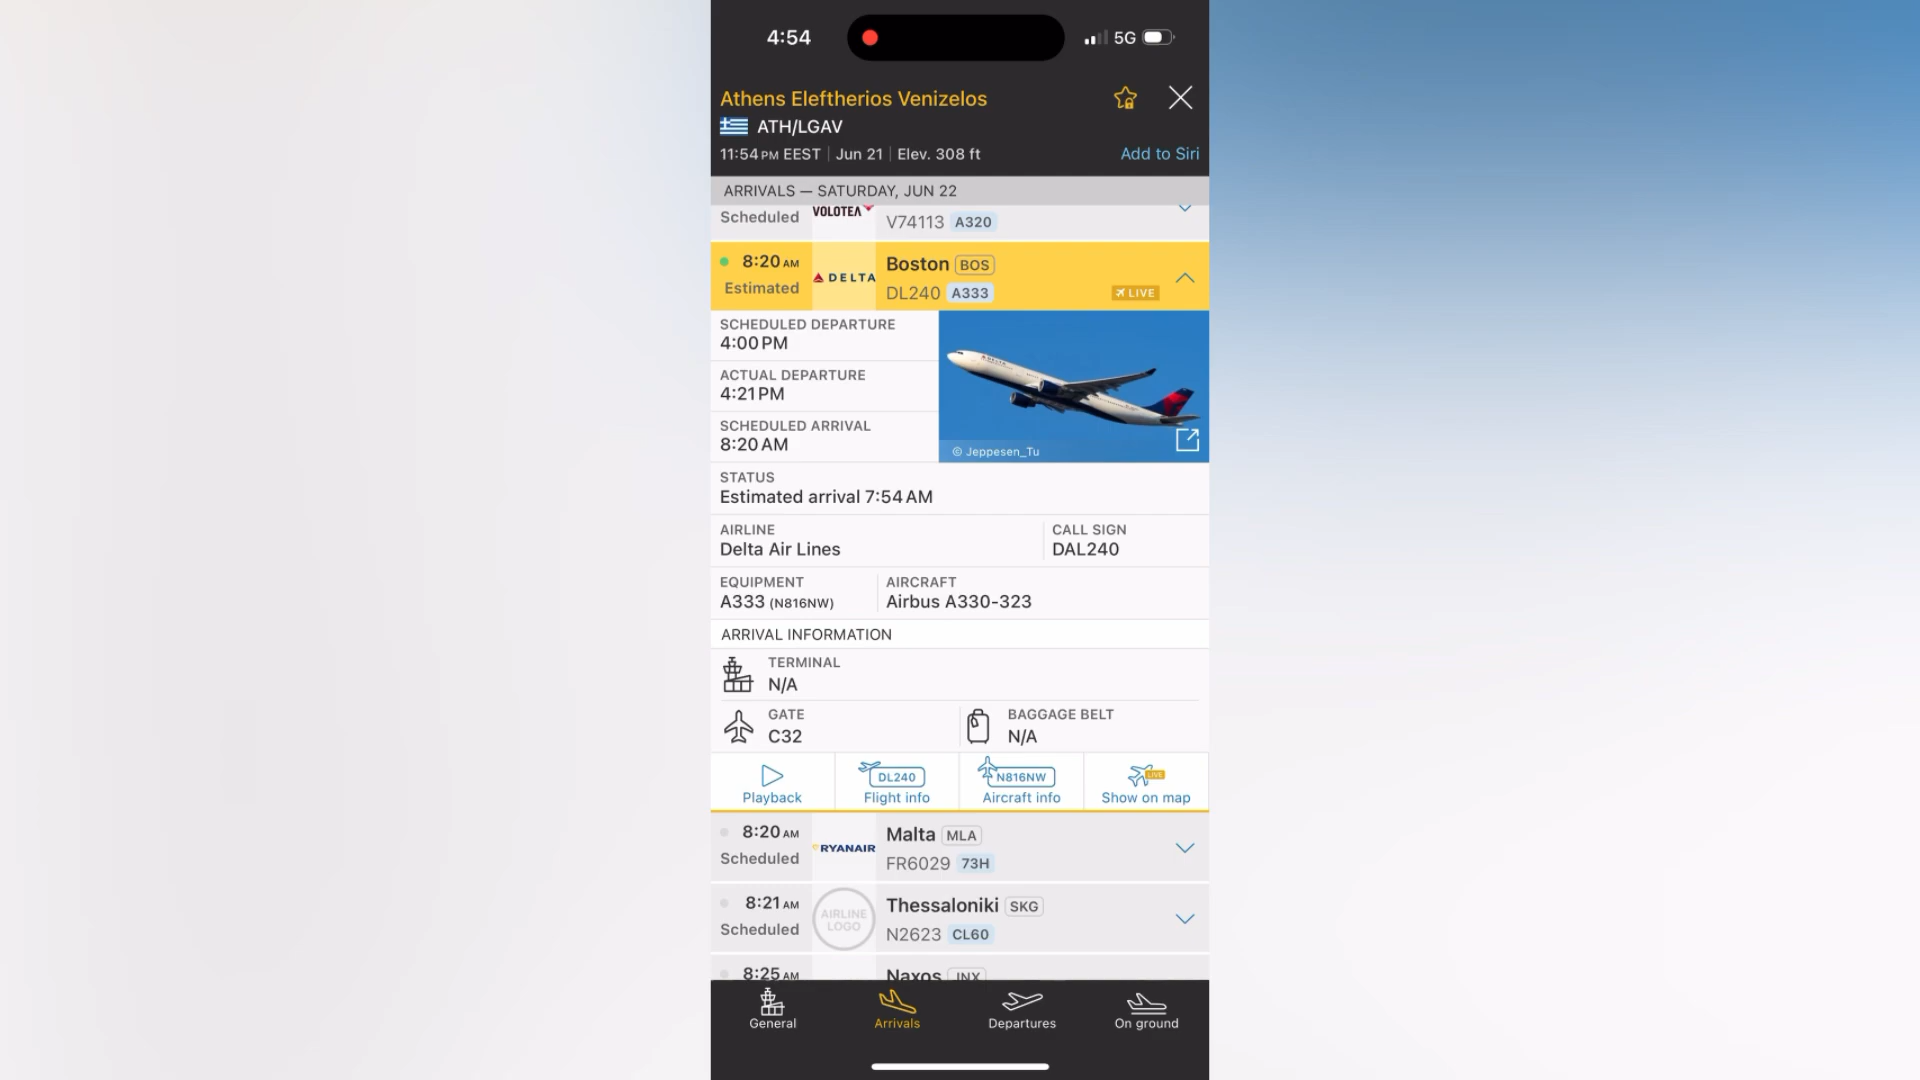 4:54
5G
Athens Eleftherios Venizelos
ATH/LGAV
11:54 PM EEST | Jun 21 | Elev. 308 ft
Add to Siri
ARRIVALS — SATURDAY, JUN 22
Scheduled
VOLOTEA
V74113 A320
8:20 AM
Estimated
DELTA
Boston BOS
DL240 A333
LIVE
SCHEDULED DEPARTURE
4:00 PM
ACTUAL DEPARTURE
4:21 PM
SCHEDULED ARRIVAL
8:20 AM
DELTA
© Jeppesen_Tu
STATUS
Estimated arrival 7:54 AM
AIRLINE
Delta Air Lines
CALL SIGN
DAL240
EQUIPMENT
A333 (N816NW)
AIRCRAFT
Airbus A330-323
ARRIVAL INFORMATION
TERMINAL
N/A
GATE
C32
BAGGAGE BELT
N/A
Playback
DL240
Flight info
N816NW
Aircraft info
LIVE
Show on map
8:20 AM
Scheduled
RYANAIR
Malta MLA
FR6029 73H
8:21 AM
Scheduled
AIRLINE
LOGO
Thessaloniki SKG
N2623 CL60
8:25 AM
Naxos JNX
General
Arrivals
Departures
On ground